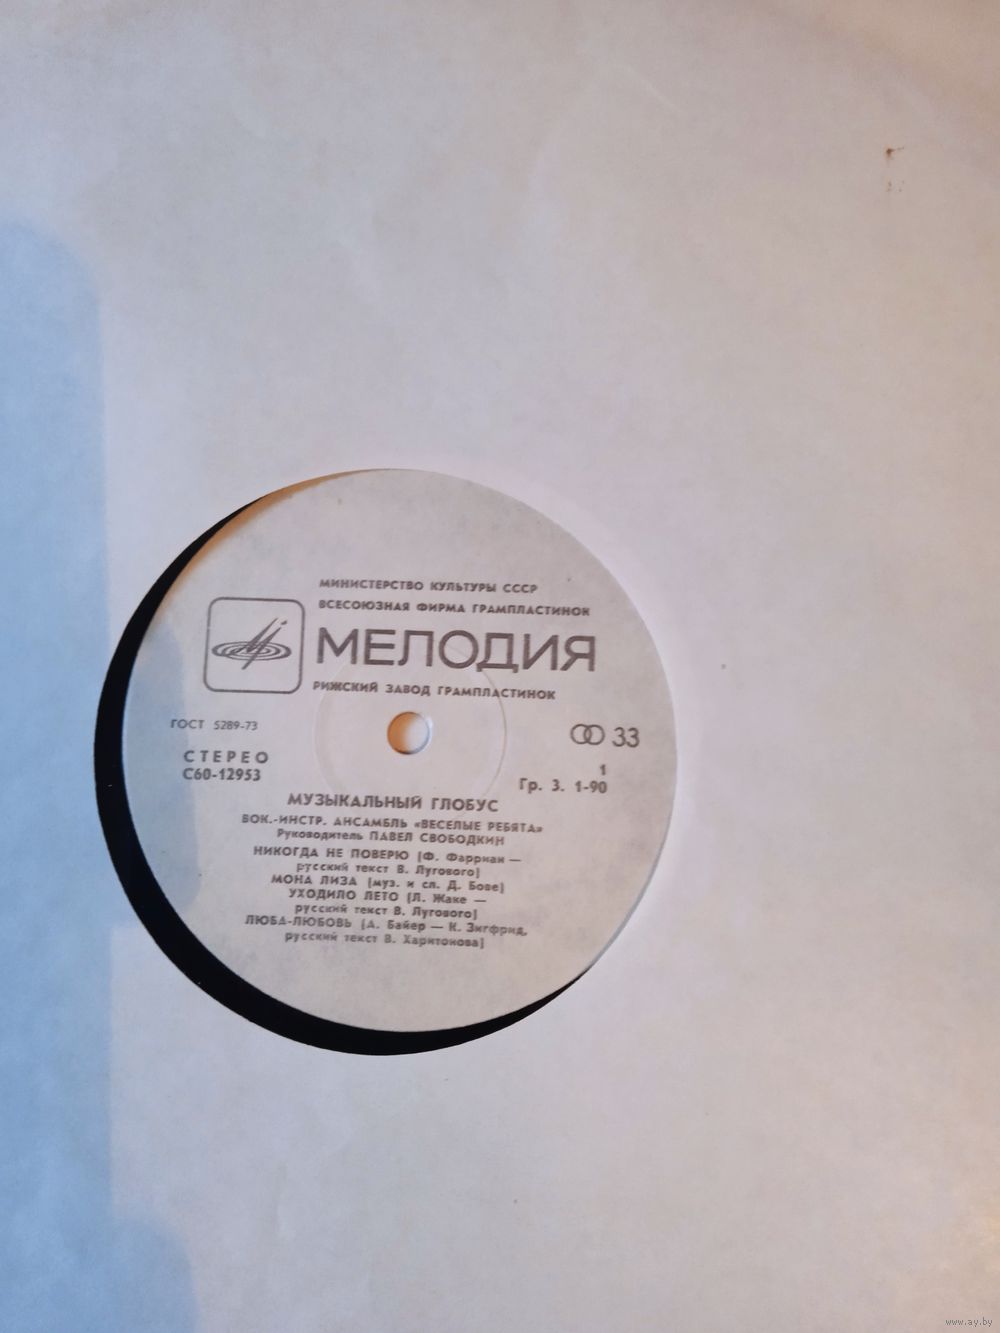 МИНИСТЕРСТВО КУЛЬТУРЫ СССР
ВСЕСОЮЗНАЯ ФИРМА ГРАМПЛАСТИНОК
МЕЛОДИЯ
РИЖСКИЙ ЗАВОД ГРАМПЛАСТИНОК
ГОСТ 5289-73
33
СТЕРЕО
С60-12953
1
Гр. 3. 1-90
МУЗЫКАЛЬНЫЙ ГЛОБУС
ВОК.-ИНСТР. АНСАМБЛЬ «ВЕСЕЛЫЕ РЕБЯТА»
Руководитель ПАВЕЛ СВОБОДКИН
НИКОГДА НЕ ПОВЕРЮ (Ф. Фарриан —
русский текст В. Лугового)
МОНА ЛИЗА (муз. и сл. Д. Бове)
УХОДИЛО ЛЕТО (Л. Жаке —
русский текст В. Лугового)
ЛЮБА-ЛЮБОВЬ (А. Байер — К. Зигфрид,
русский текст В. Харитонова)
www.ay.by